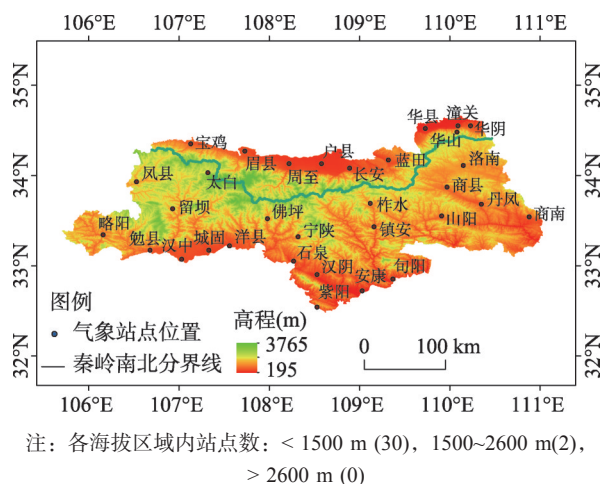 106°E 107°E 108°E 109°E 110°E 111°E
35°N 35°N
华县 潼关
宝鸡 户县 华山 华阴
眉县 蓝田 洛南
34°N 34°N
凤县 太白 周至 长安
商县 丹凤
留坝 佛坪 柞水 商南
略阳 宁陕 镇安 山阳
勉县 汉中 城固 洋县
33°N 33°N
石泉
汉阴 安康 旬阳
紫阳
图例
高程(m)
气象站点位置
3765
0 100 km
秦岭南北分界线
195
32°N 32°N
106°E 107°E 108°E 109°E 110°E 111°E
注：各海拔区域内站点数：< 1500 m (30)，1500~2600 m(2)，
> 2600 m (0)